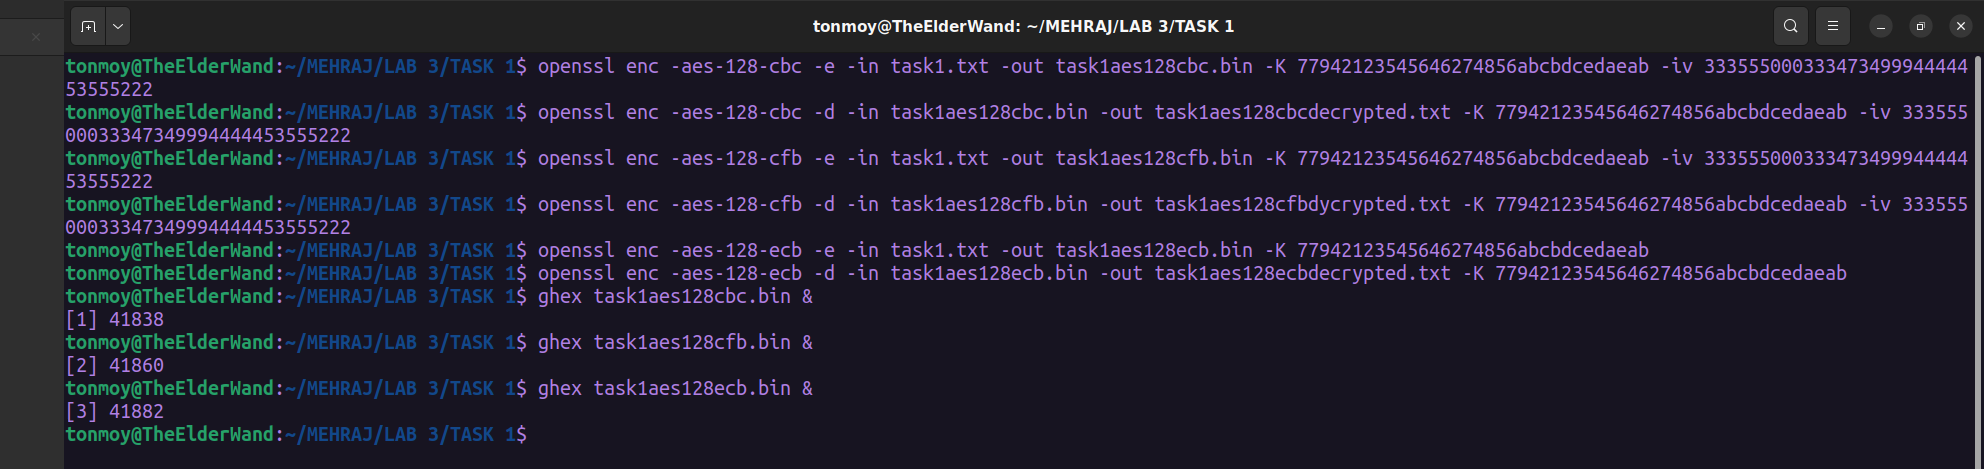 tonmoy@TheElderWand: ~/MEHRAJ/LAB 3/TASK 1
tonmoy@TheElderWand:~/MEHRAJ/LAB 3/TASK 1$ openssl enc -aes-128-cbc -e -in task1.txt -out task1aes128cbc.bin -K 77942123545646274856abcbdcedaeab -iv 333555000333473499944444
53555222
tonmoy@TheElderWand:~/MEHRAJ/LAB 3/TASK 1$ openssl enc -aes-128-cbc -d -in task1aes128cbc.bin -out task1aes128cbcdecrypted.txt -K 77942123545646274856abcbdcedaeab -iv 333555
00033347349994444453555222
tonmoy@TheElderWand:~/MEHRAJ/LAB 3/TASK 1$ openssl enc -aes-128-cfb -e -in task1.txt -out task1aes128cfb.bin -K 77942123545646274856abcbdcedaeab -iv 333555000333473499944444
53555222
tonmoy@TheElderWand:~/MEHRAJ/LAB 3/TASK 1$ openssl enc -aes-128-cfb -d -in task1aes128cfb.bin -out task1aes128cfbdycrypted.txt -K 77942123545646274856abcbdcedaeab -iv 333555
00033347349994444453555222
tonmoy@TheElderWand:~/MEHRAJ/LAB 3/TASK 1$ openssl enc -aes-128-ecb -e -in task1.txt -out task1aes128ecb.bin -K 77942123545646274856abcbdcedaeab
tonmoy@TheElderWand:~/MEHRAJ/LAB 3/TASK 1$ openssl enc -aes-128-ecb -d -in task1aes128ecb.bin -out task1aes128ecbdecrypted.txt -K 77942123545646274856abcbdcedaeab
tonmoy@TheElderWand:~/MEHRAJ/LAB 3/TASK 1$ ghex task1aes128cbc.bin &
[1] 41838
tonmoy@TheElderWand:~/MEHRAJ/LAB 3/TASK 1$ ghex task1aes128cfb.bin &
[2] 41860
tonmoy@TheElderWand:~/MEHRAJ/LAB 3/TASK 1$ ghex task1aes128ecb.bin &
[3] 41882
tonmoy@TheElderWand:~/MEHRAJ/LAB 3/TASK 1$